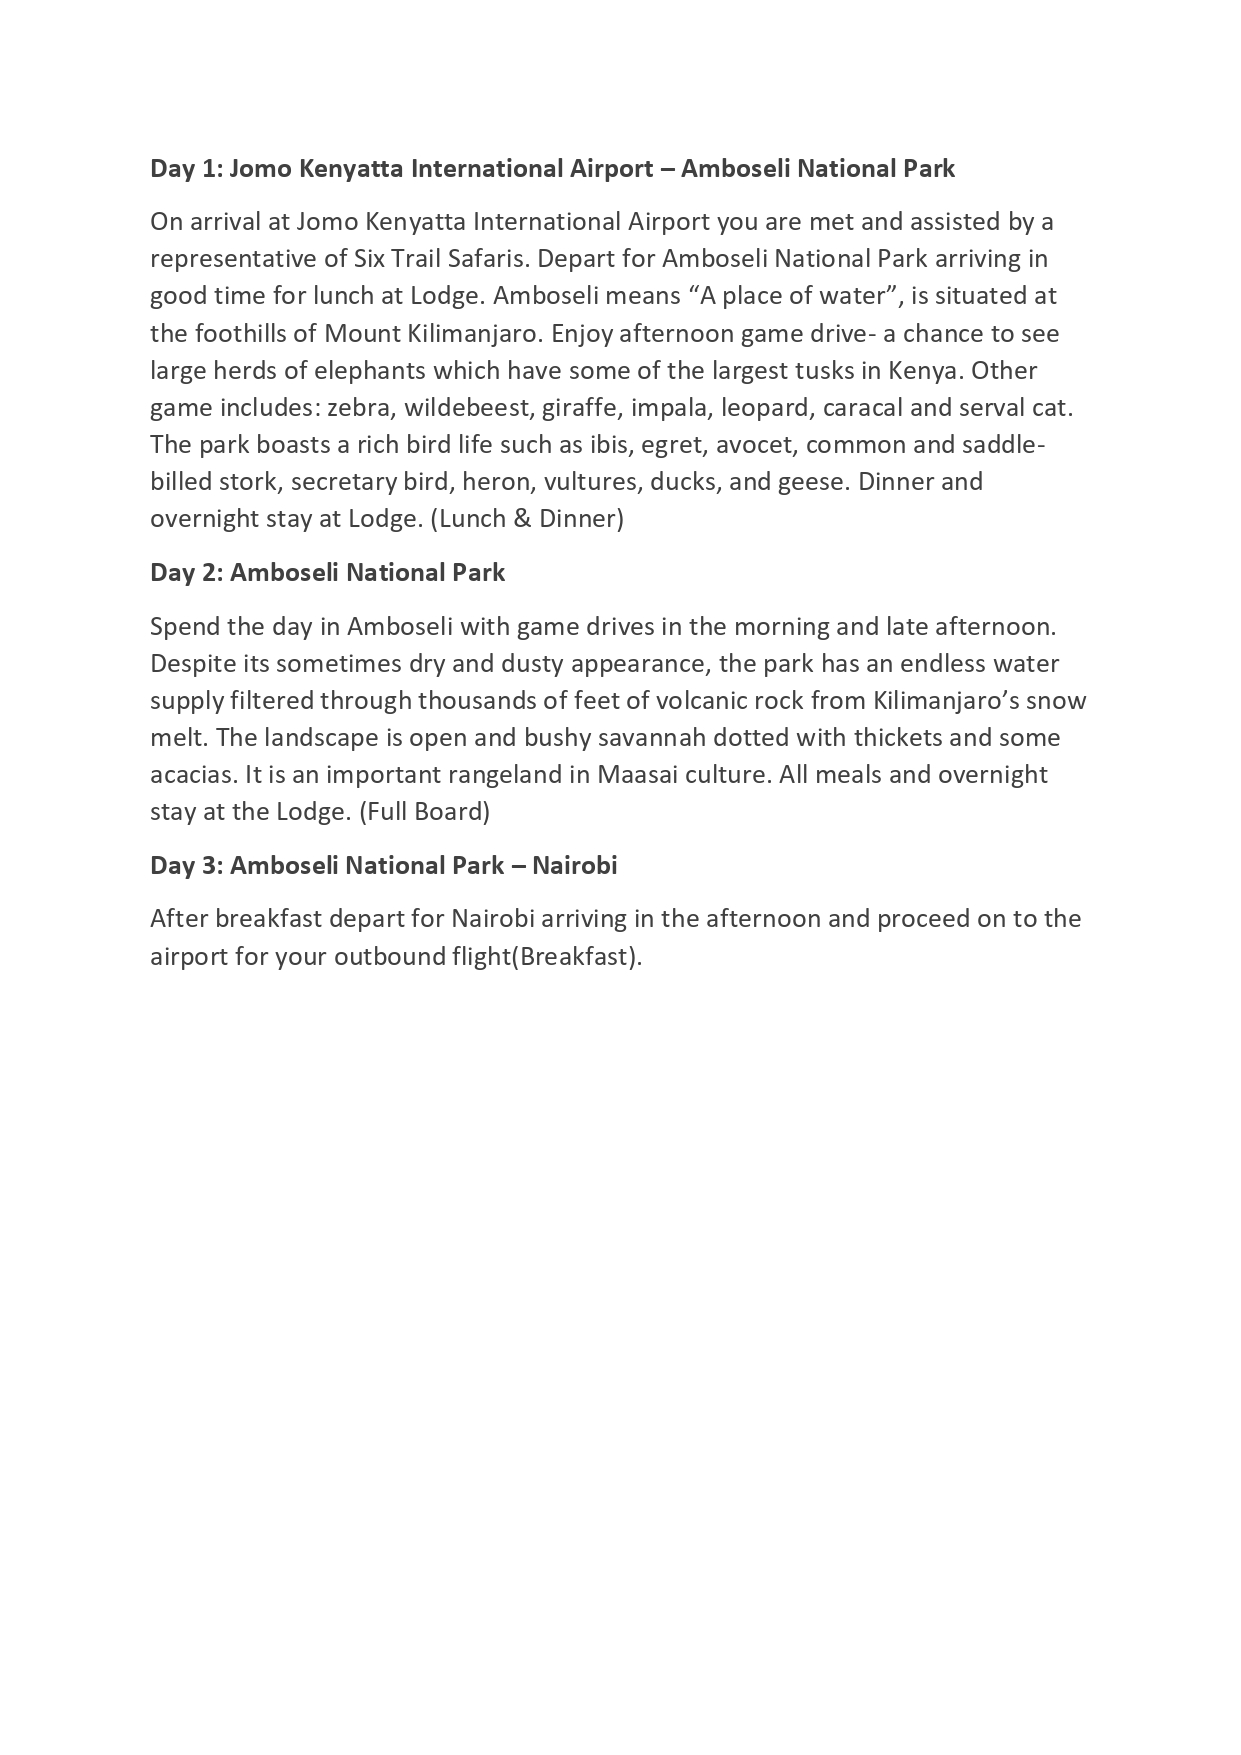 Day 1: Jomo Kenyatta International Airport – Amboseli National Park
On arrival at Jomo Kenyatta International Airport you are met and assisted by a
representative of Six Trail Safaris. Depart for Amboseli National Park arriving in
good time for lunch at Lodge. Amboseli means “A place of water”, is situated at
the foothills of Mount Kilimanjaro. Enjoy afternoon game drive- a chance to see
large herds of elephants which have some of the largest tusks in Kenya. Other
game includes: zebra, wildebeest, giraffe, impala, leopard, caracal and serval cat.
The park boasts a rich bird life such as ibis, egret, avocet, common and saddle-
billed stork, secretary bird, heron, vultures, ducks, and geese. Dinner and
overnight stay at Lodge. (Lunch & Dinner)
Day 2: Amboseli National Park
Spend the day in Amboseli with game drives in the morning and late afternoon.
Despite its sometimes dry and dusty appearance, the park has an endless water
supply filtered through thousands of feet of volcanic rock from Kilimanjaro’s snow
melt. The landscape is open and bushy savannah dotted with thickets and some
acacias. It is an important rangeland in Maasai culture. All meals and overnight
stay at the Lodge. (Full Board)
Day 3: Amboseli National Park – Nairobi
After breakfast depart for Nairobi arriving in the afternoon and proceed on to the
airport for your outbound flight(Breakfast).